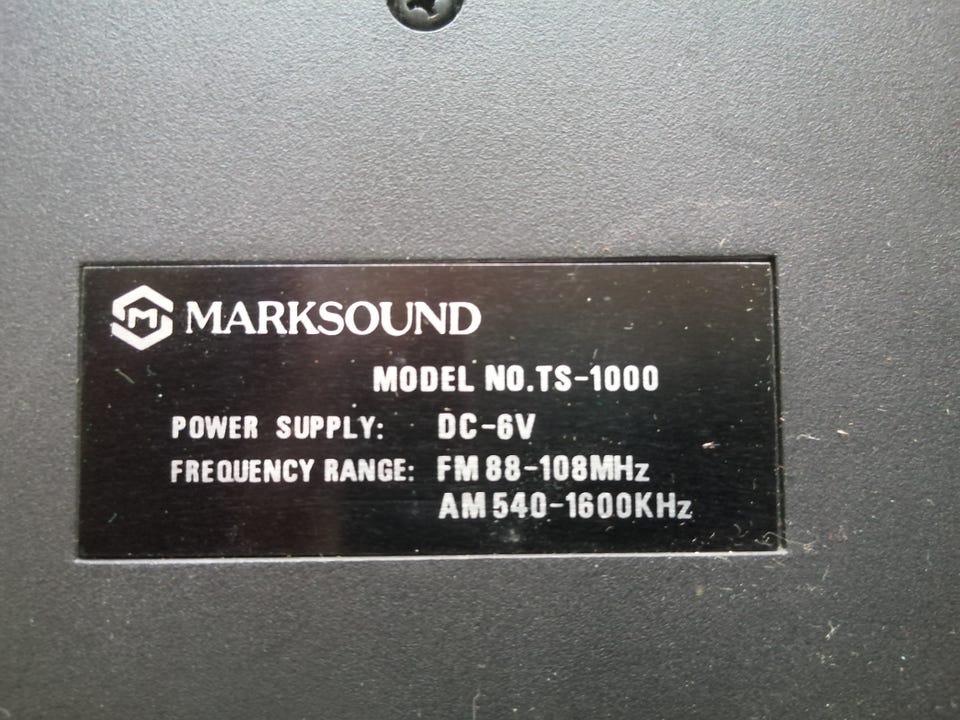 M MARKSOUND
MODEL NO.TS-1000
POWER SUPPLY: DC-6V
FREQUENCY RANGE: FM 88-108MHz
AM 540-1600KHz